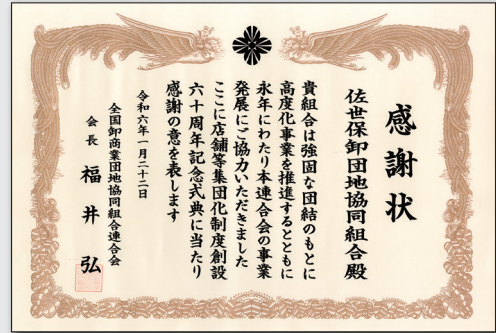 感謝状
佐世保卸団地協同組合殿
貴組合は強固な団結のもとに
高度化事業を推進するとともに
永年にわたり本連合会の事業
発展にご協力いただきました
ここに店舗等集団化制度創設
六十周年記念式典に当たり
感謝の意を表します
令和六年一月二十二日
全国卸商業団地協同組合連合会
会長 福井 弘